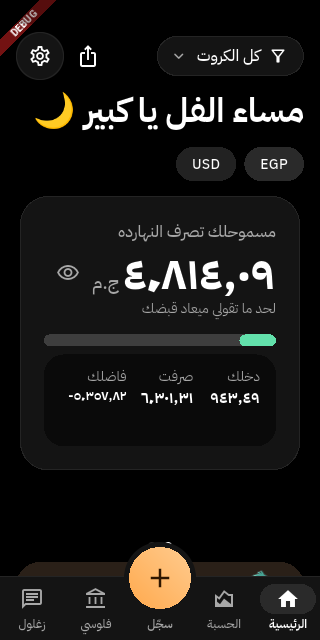 DEBUG
كل الكروت
مساء الفل يا كبير 🌙
EGP
USD
مسموحلك تصرف النهارده
٤,٨١٤,٠٩ ج.م
لحد ما تقولي ميعاد قبضك
دخلك
صرفت
فاضلك
٩٤٣,٤٩
٦,٣٠١,٣١
-٥,٣٥٧,٨٢
الرئيسية
الحسبة
سجّل
فلوسي
زغلول